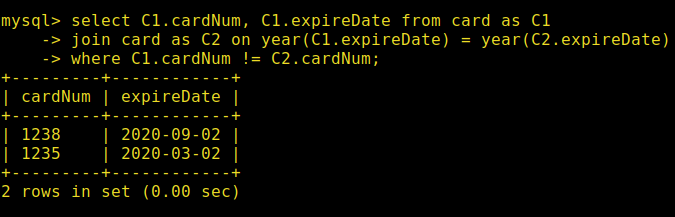 mysql> select C1.cardNum, C1.expireDate from card as C1
    -> join card as C2 on year(C1.expireDate) = year(C2.expireDate)
    -> where C1.cardNum != C2.cardNum;
+---------+------------+
| cardNum | expireDate |
+---------+------------+
| 1238    | 2020-09-02 |
| 1235    | 2020-03-02 |
+---------+------------+
2 rows in set (0.00 sec)